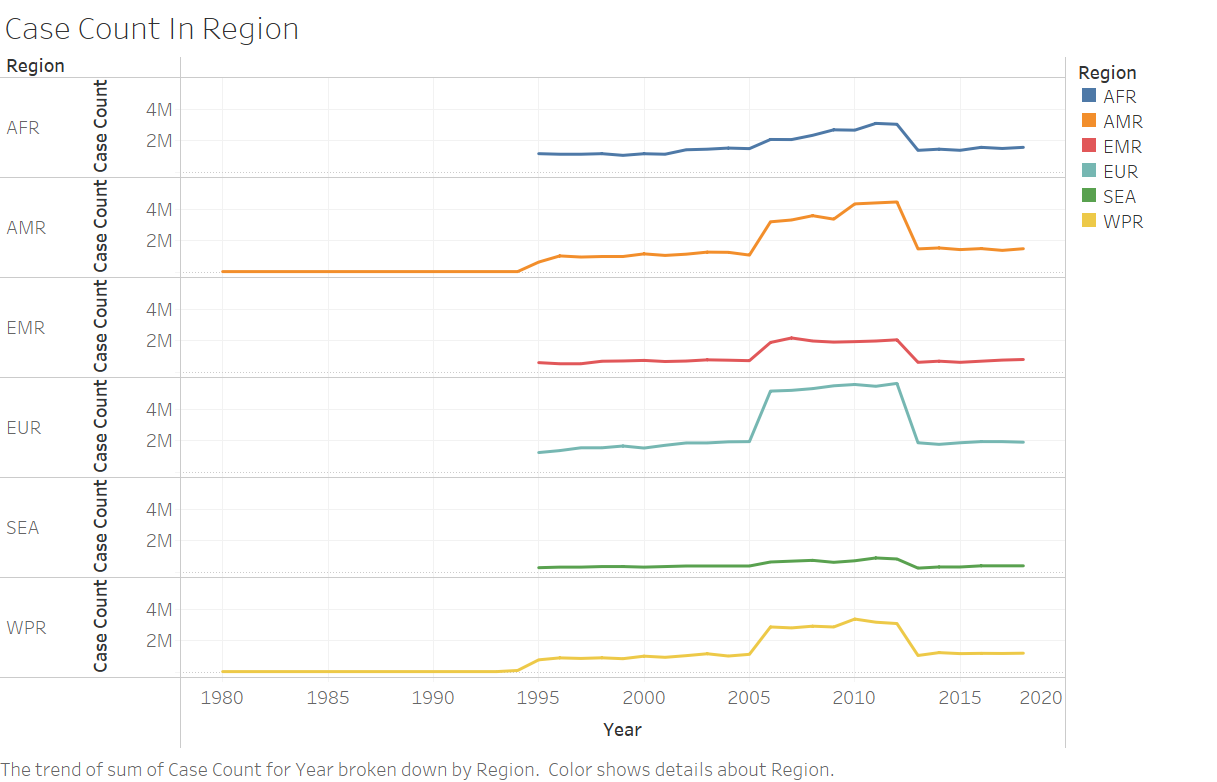 Case Count In Region
Region
AFR
Case Count
4M
2M
AMR
Case Count
4M
2M
EMR
Case Count
4M
2M
EUR
Case Count
4M
2M
SEA
Case Count
4M
2M
WPR
Case Count
4M
2M
1980 1985 1990 1995 2000 2005 2010 2015 2020
Year
Region
AFR
AMR
EMR
EUR
SEA
WPR
The trend of sum of Case Count for Year broken down by Region. Color shows details about Region.